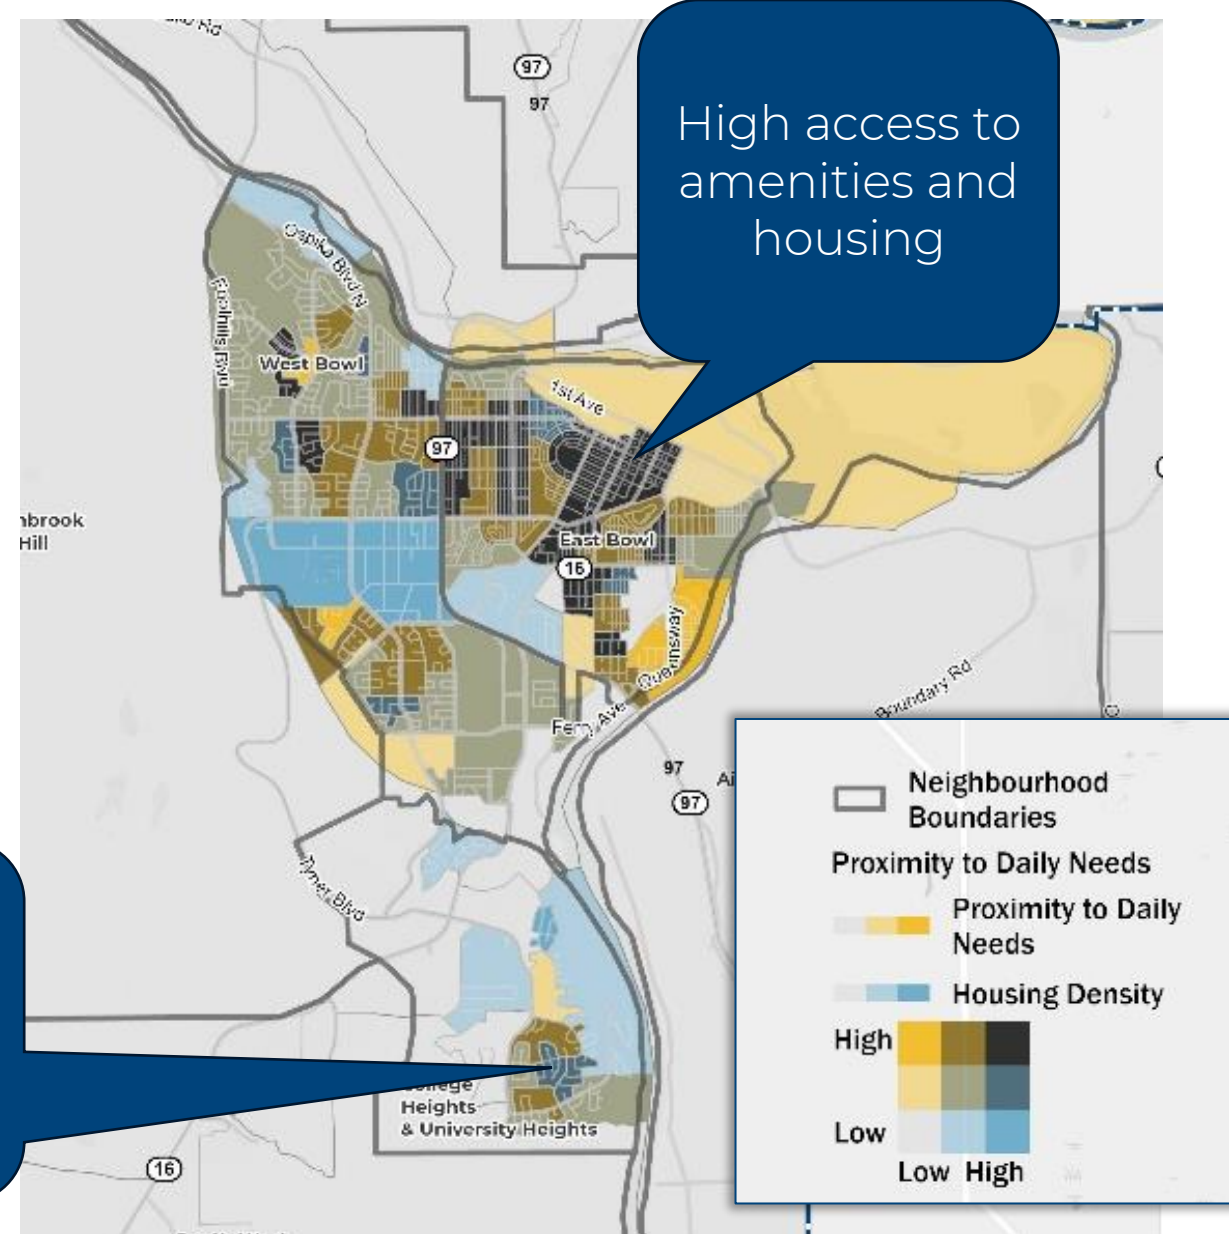 97
97
High access to
amenities and
housing
Ospika Blvd N
Foothills Blvd
West Bowl
1st Ave
97
East Bowl
16
Hill
Queensway
Boundary Rd
Ferry Ave
97
97
Tyner Blvd
College
Heights
& University Heights
16
Neighbourhood
Boundaries
Proximity to Daily Needs
Proximity to Daily
Needs
Housing Density
High
Low
Low High